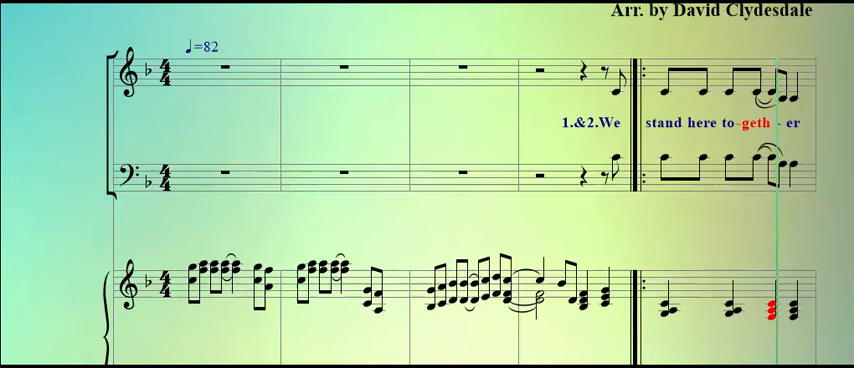 Arr. by David Clydesdale
♩=82
1.&2.We stand here to-geth - er